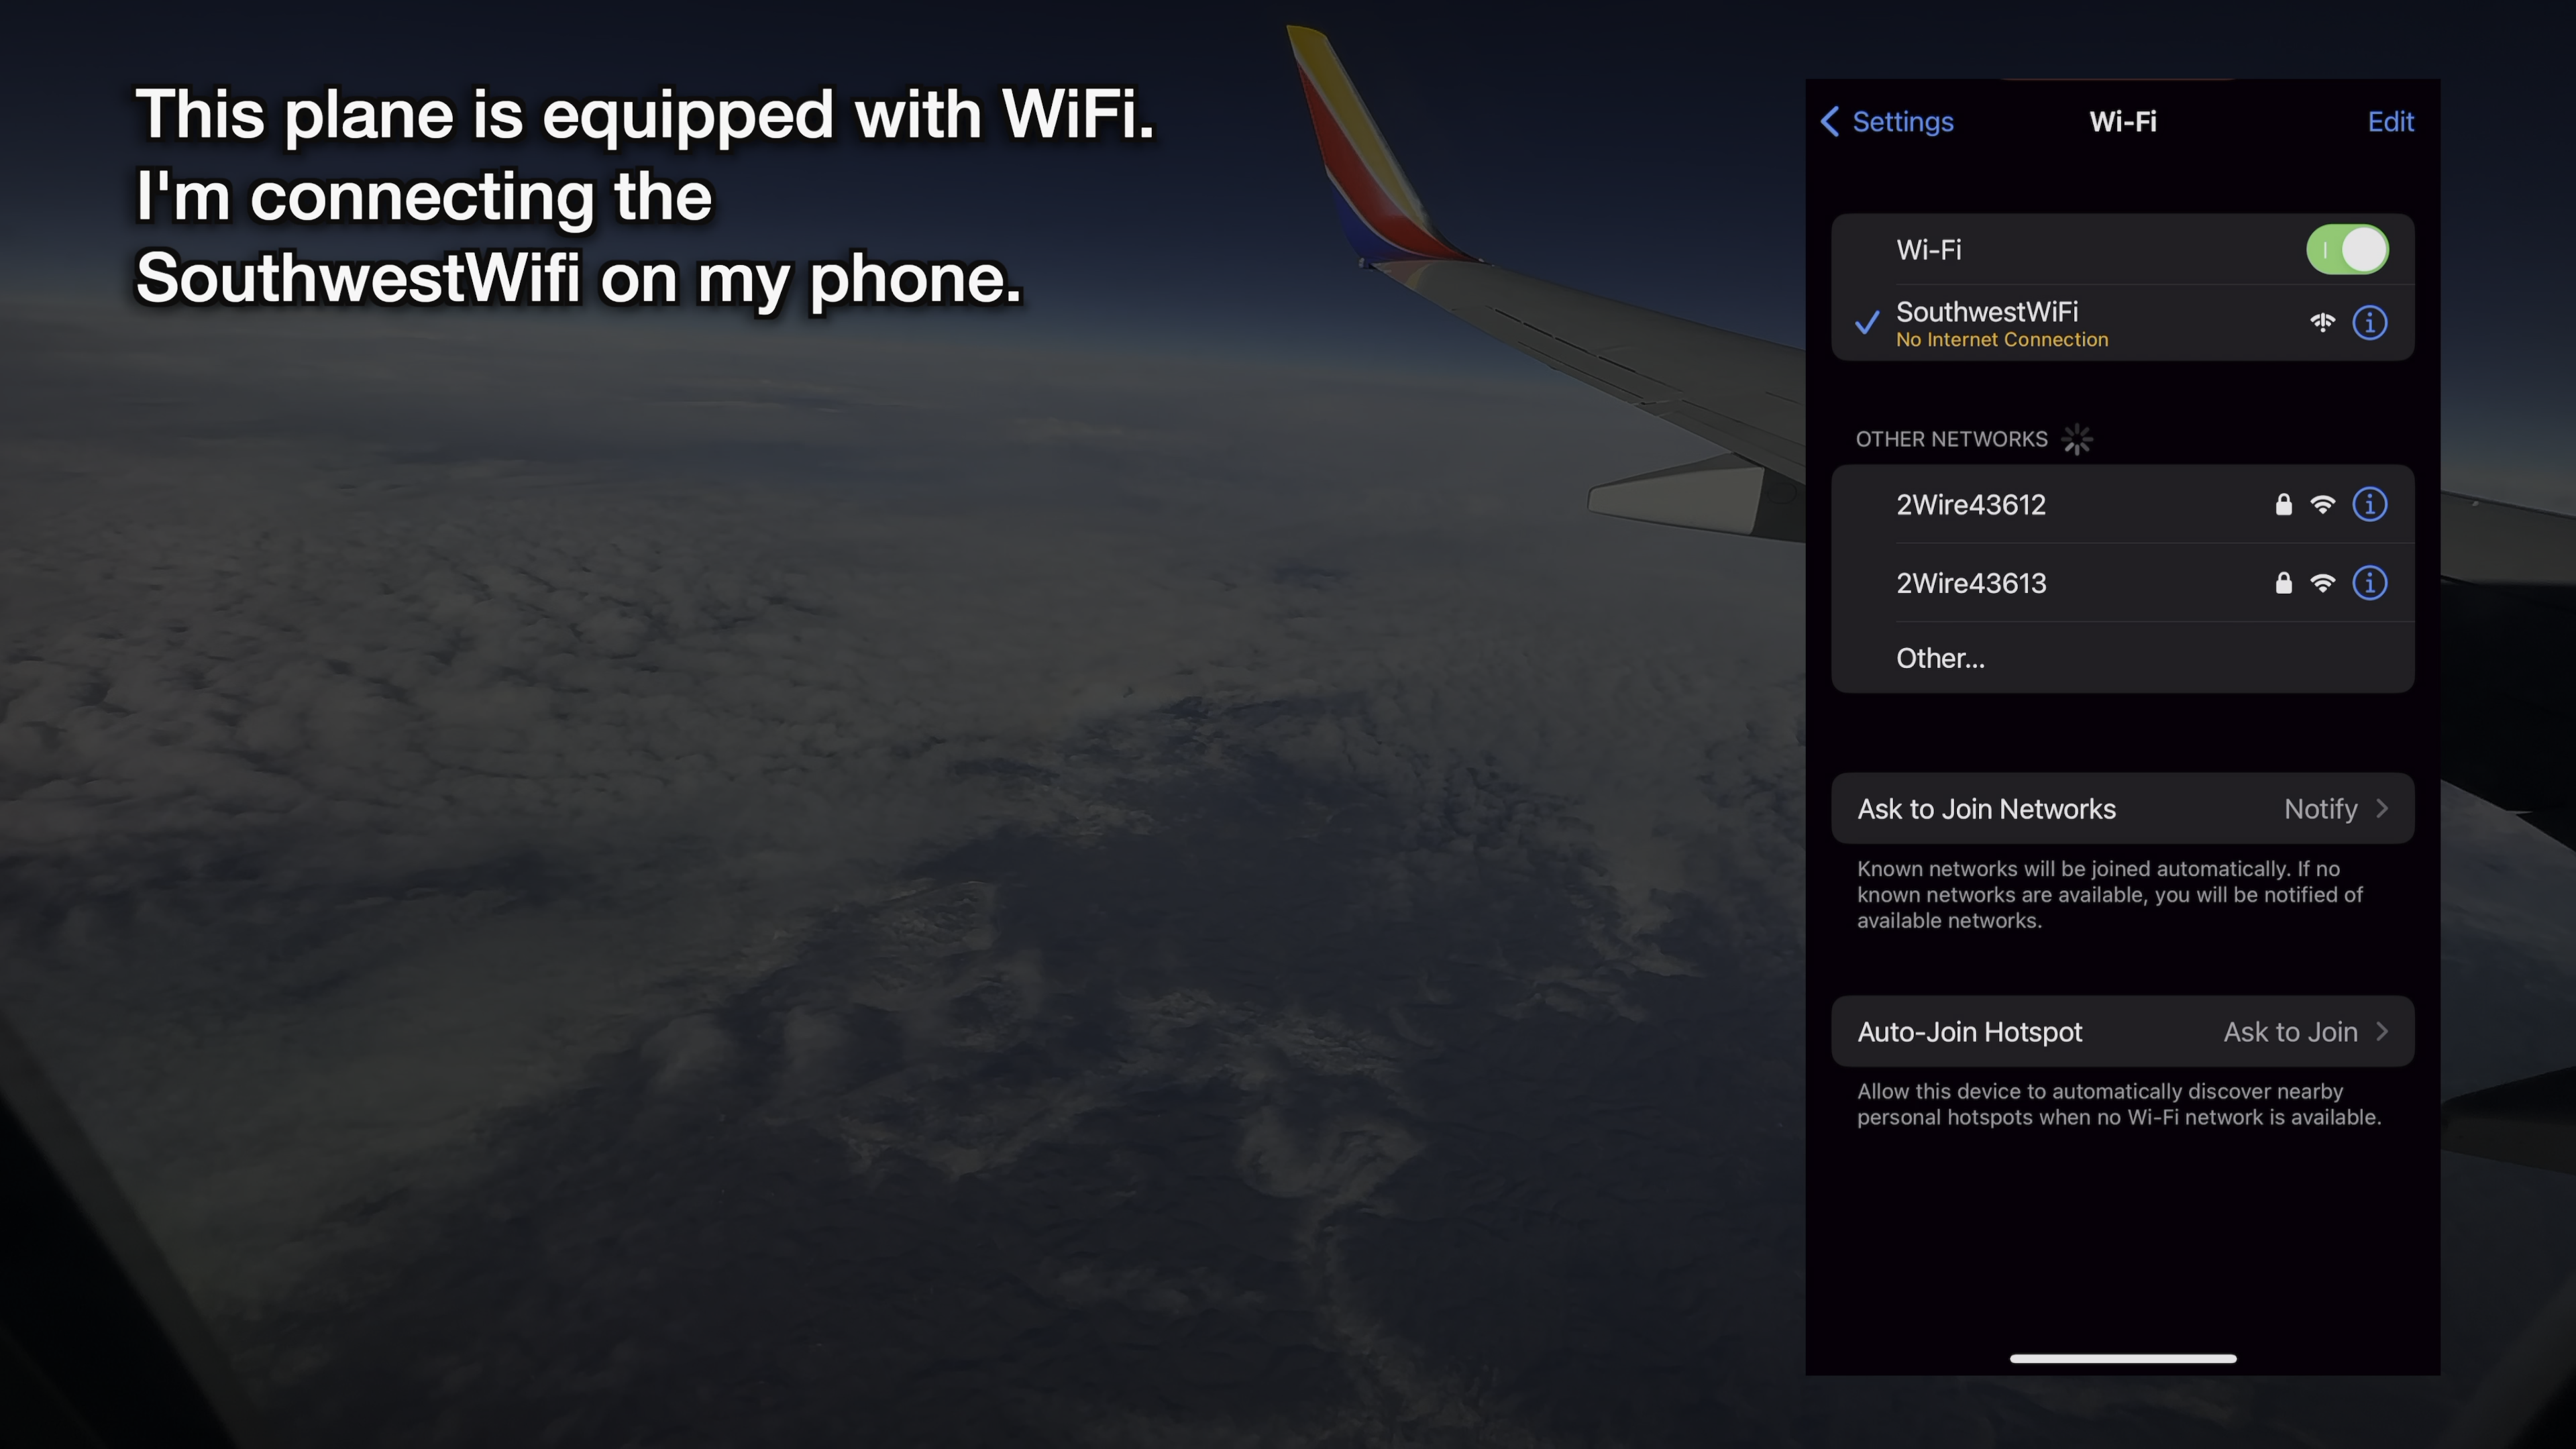 This plane is equipped with WiFi.
I'm connecting the
SouthwestWifi on my phone.
Settings
Wi-Fi
Edit
Wi-Fi
SouthwestWiFi
No Internet Connection
OTHER NETWORKS
2Wire43612
2Wire43613
Other...
Ask to Join Networks
Notify
Known networks will be joined automatically. If no
known networks are available, you will be notified of
available networks.
Auto-Join Hotspot
Ask to Join
Allow this device to automatically discover nearby
personal hotspots when no Wi-Fi network is available.